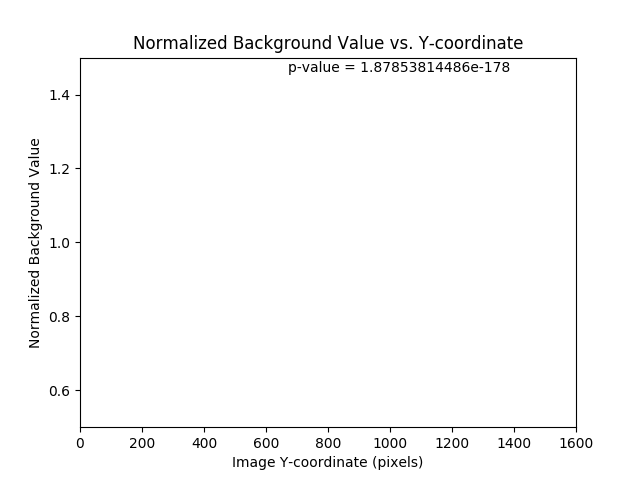 Normalized Background Value vs. Y-coordinate
p-value = 1.87853814486e-178
1.4
1.2
1.0
0.8
0.6
Normalized Background Value
0 200 400 600 800 1000 1200 1400 1600
Image Y-coordinate (pixels)